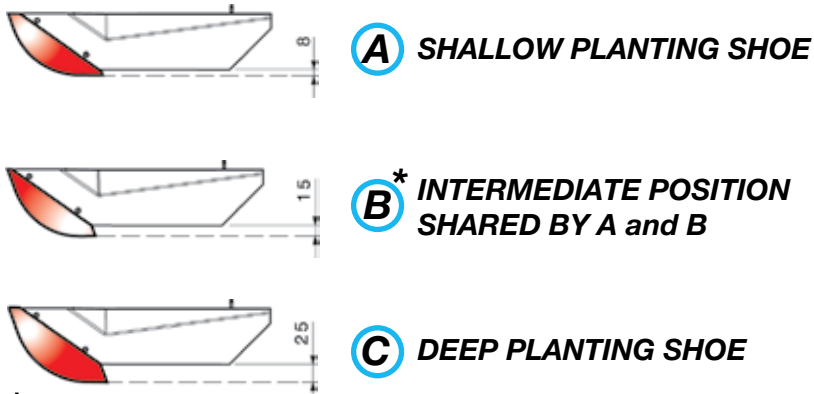 8
A SHALLOW PLANTING SHOE
15
B* INTERMEDIATE POSITION
SHARED BY A and B
25
C DEEP PLANTING SHOE